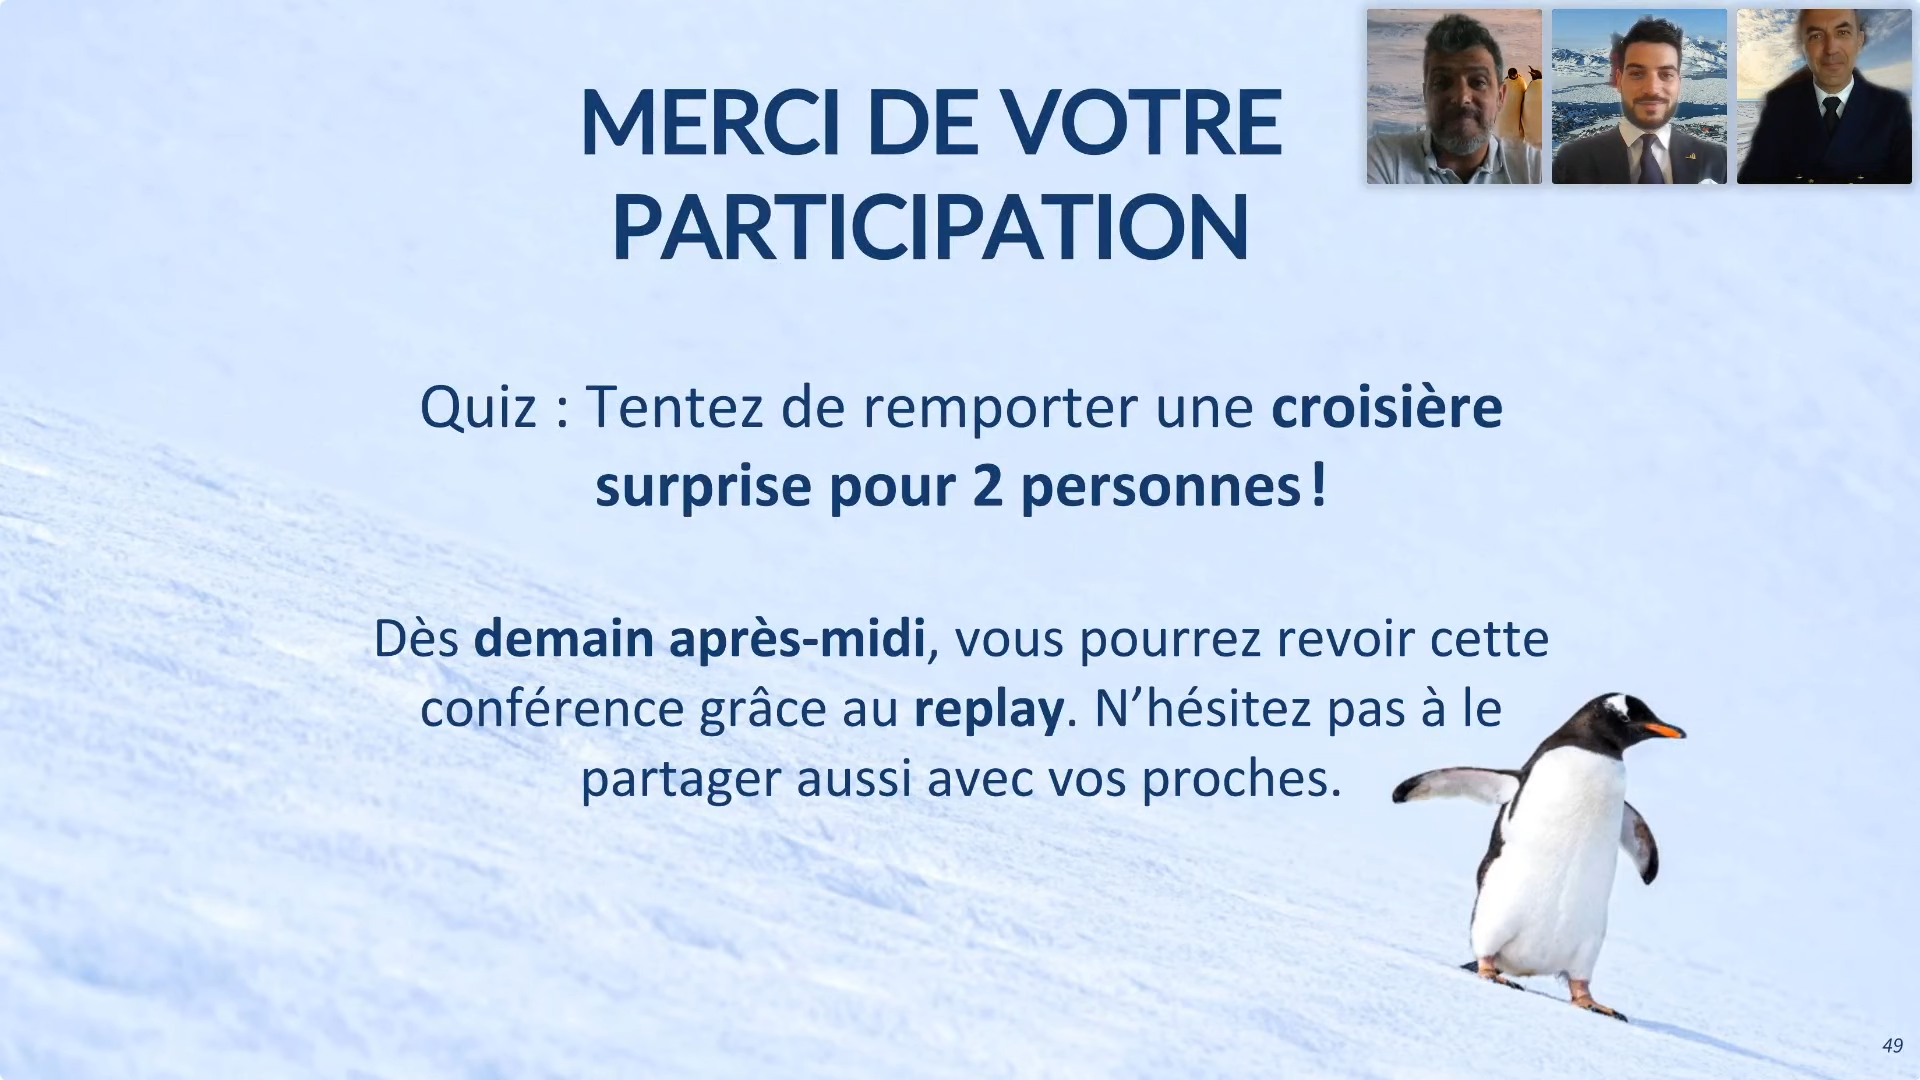 MERCI DE VOTRE
PARTICIPATION
Quiz : Tentez de remporter une croisière
surprise pour 2 personnes !
Dès demain après-midi, vous pourrez revoir cette
conférence grâce au replay. N’hésitez pas à le
partager aussi avec vos proches.
49